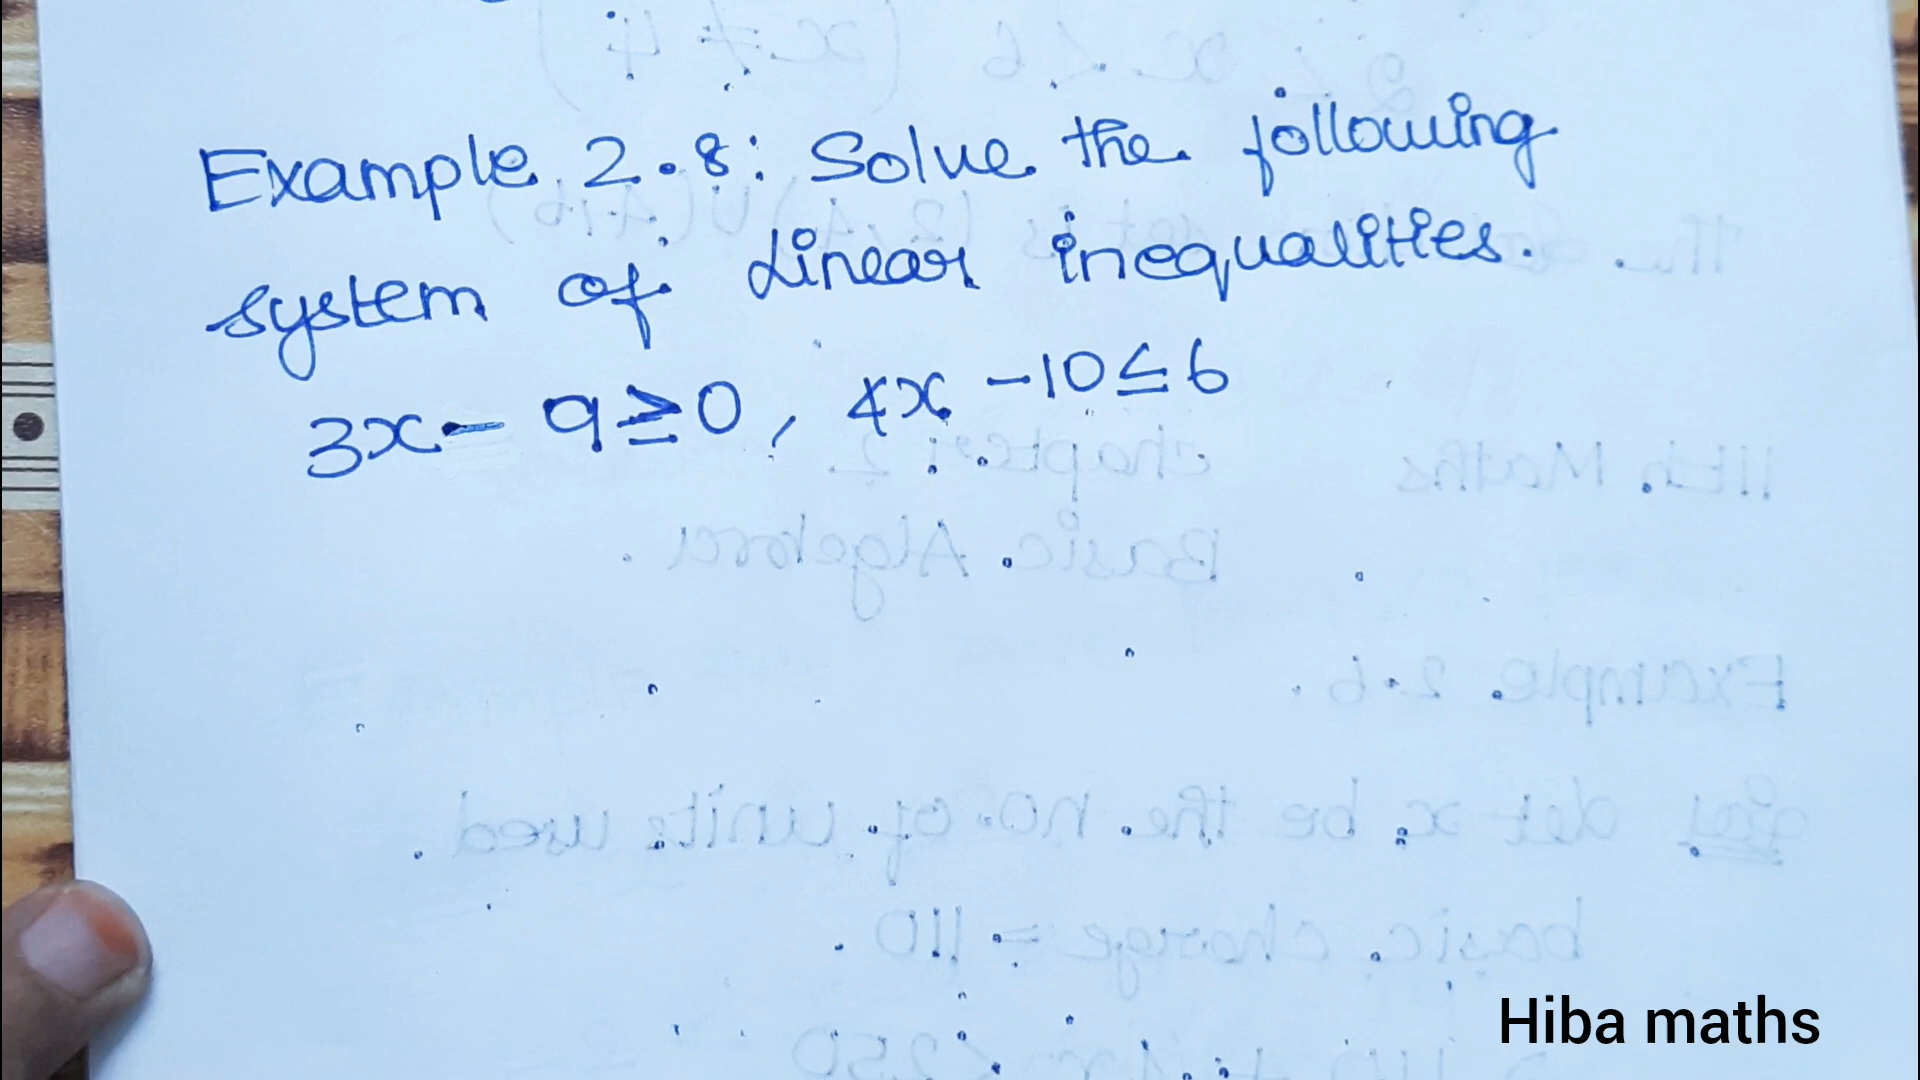 Example 2.8: Solve the following
system of Linear inequalities.
3x - 9 ≥ 0, 4x - 10 ≤ 6
Hiba maths